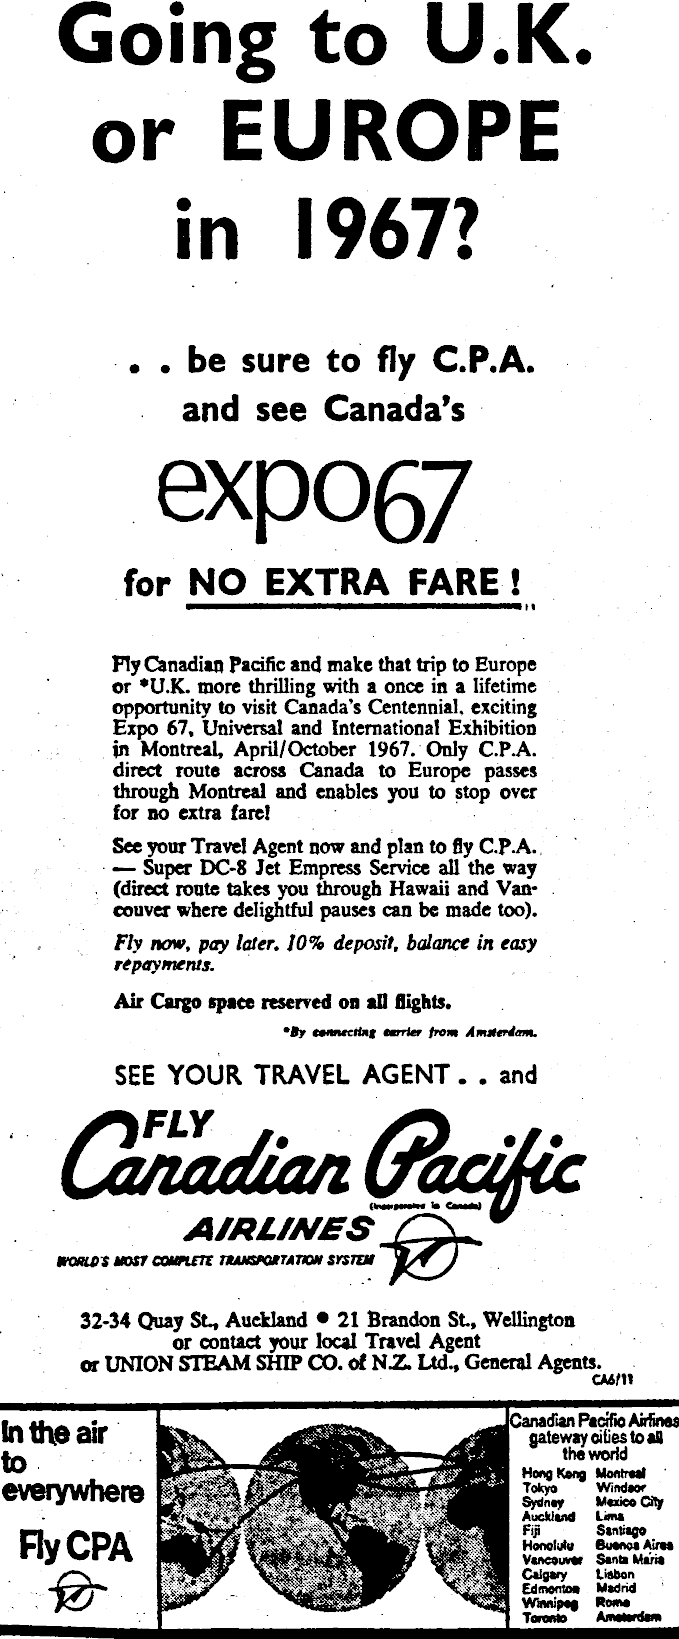 Going to U.K.
or EUROPE
in 1967?
. . be sure to fly C.P.A.
and see Canada's
expo67
for NO EXTRA FARE!
Fly Canadian Pacific and make that trip to Europe
or *U.K. more thrilling with a once in a lifetime
opportunity to visit Canada's Centennial, exciting
Expo 67, Universal and International Exhibition
in Montreal, April/October 1967. Only C.P.A.
direct route across Canada to Europe passes
through Montreal and enables you to stop over
for no extra fare!
See your Travel Agent now and plan to fly C.P.A.
— Super DC-8 Jet Empress Service all the way
(direct route takes you through Hawaii and Van-
couver where delightful pauses can be made too).
Fly now, pay later. 10% deposit, balance in easy
repayments.
Air Cargo space reserved on all flights.
*By connecting carrier from Amsterdam.
SEE YOUR TRAVEL AGENT . . and
FLY
Canadian Pacific
(Incorporated in Canada)
AIRLINES
WORLD'S MOST COMPLETE TRANSPORTATION SYSTEM
32-34 Quay St., Auckland • 21 Brandon St., Wellington
or contact your local Travel Agent
or UNION STEAM SHIP CO. of N.Z. Ltd., General Agents.
CA6/11
In the air
to
everywhere
Fly CPA
Canadian Pacific Airlines
gateway cities to all
the world
Hong Kong Montreal
Tokyo Windsor
Sydney Mexico City
Auckland Lima
Fiji Santiago
Honolulu Buenos Aires
Vancouver Santa Maria
Calgary Lisbon
Edmonton Madrid
Winnipeg Rome
Toronto Amsterdam